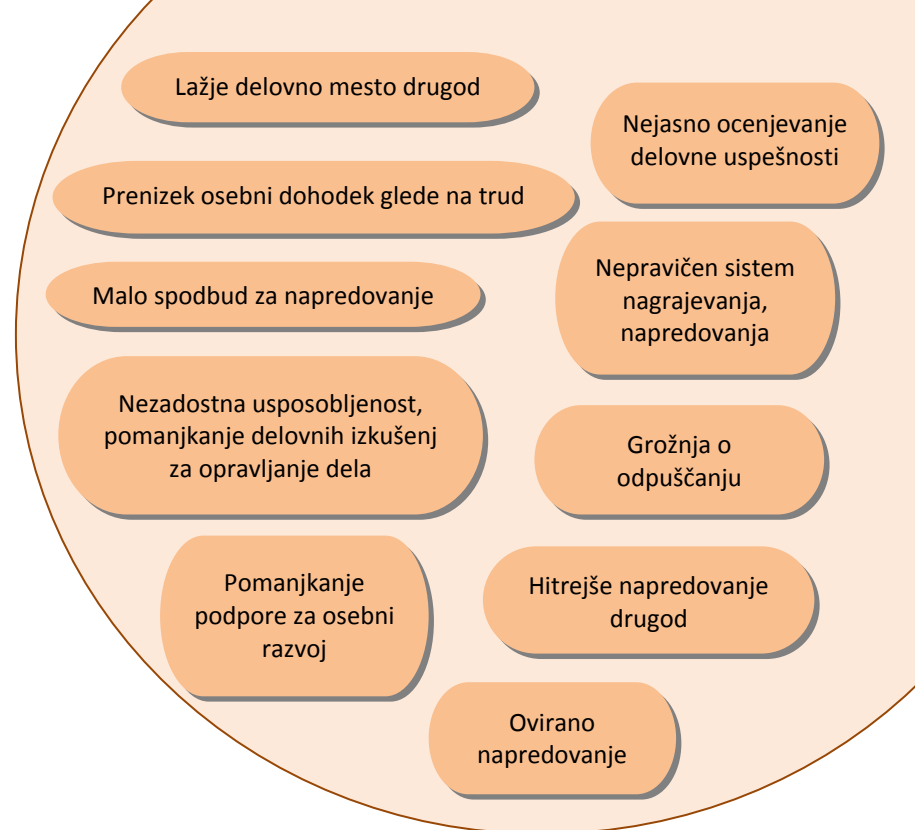 Lažje delovno mesto drugod
Nejasno ocenjevanje
delovne uspešnosti
Prenizek osebni dohodek glede na trud
Nepravičen sistem
nagrajevanja,
napredovanja
Malo spodbud za napredovanje
Nezadostna usposobljenost,
pomanjkanje delovnih izkušenj
za opravljanje dela
Grožnja o
odpuščanju
Pomanjkanje
podpore za osebni
razvoj
Hitrejše napredovanje
drugod
Ovirano
napredovanje